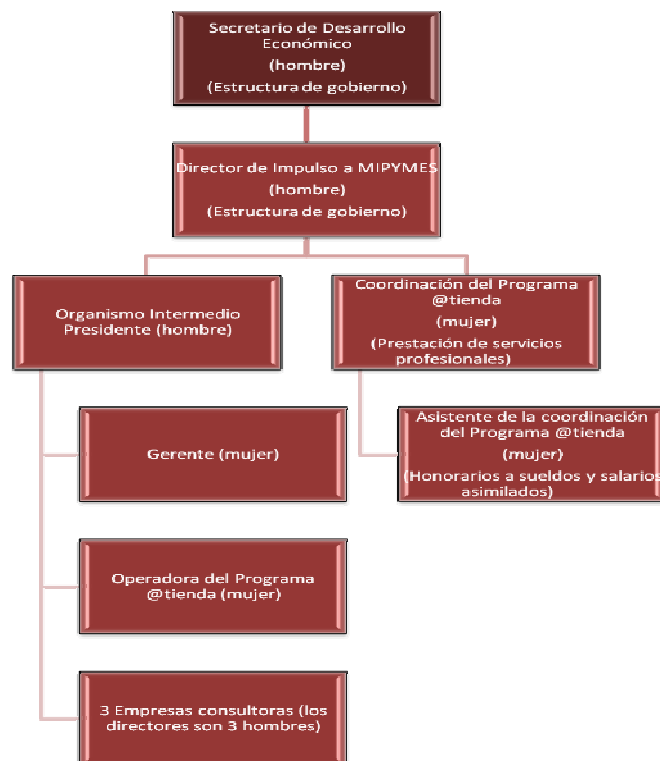 Secretario de Desarrollo
Económico
(hombre)
(Estructura de gobierno)
Director de Impulso a MIPYMES
(hombre)
(Estructura de gobierno)
Organismo Intermedio
Presidente (hombre)
Coordinación del Programa
@tienda
(mujer)
(Prestación de servicios
profesionales)
Gerente (mujer)
Asistente de la coordinación
del Programa @tienda
(mujer)
(Honorarios a sueldos y salarios
asimilados)
Operadora del Programa
@tienda (mujer)
3 Empresas consultoras (los
directores son 3 hombres)